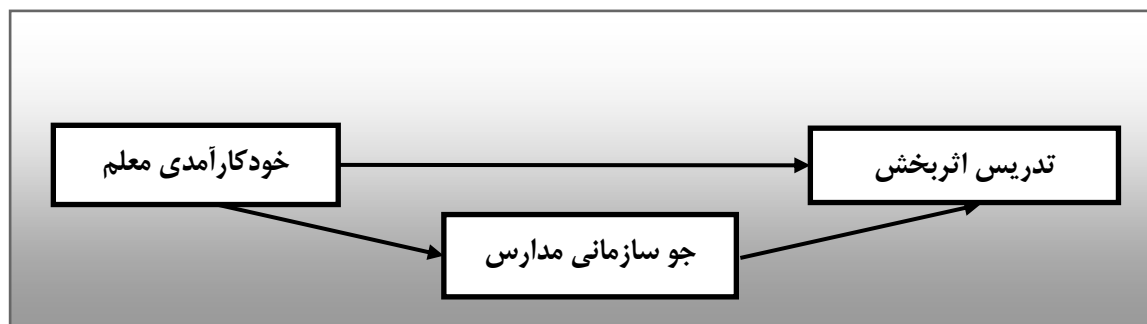 خودکارآمدی معلم
تدریس اثربخش
جو سازمانی مدارس